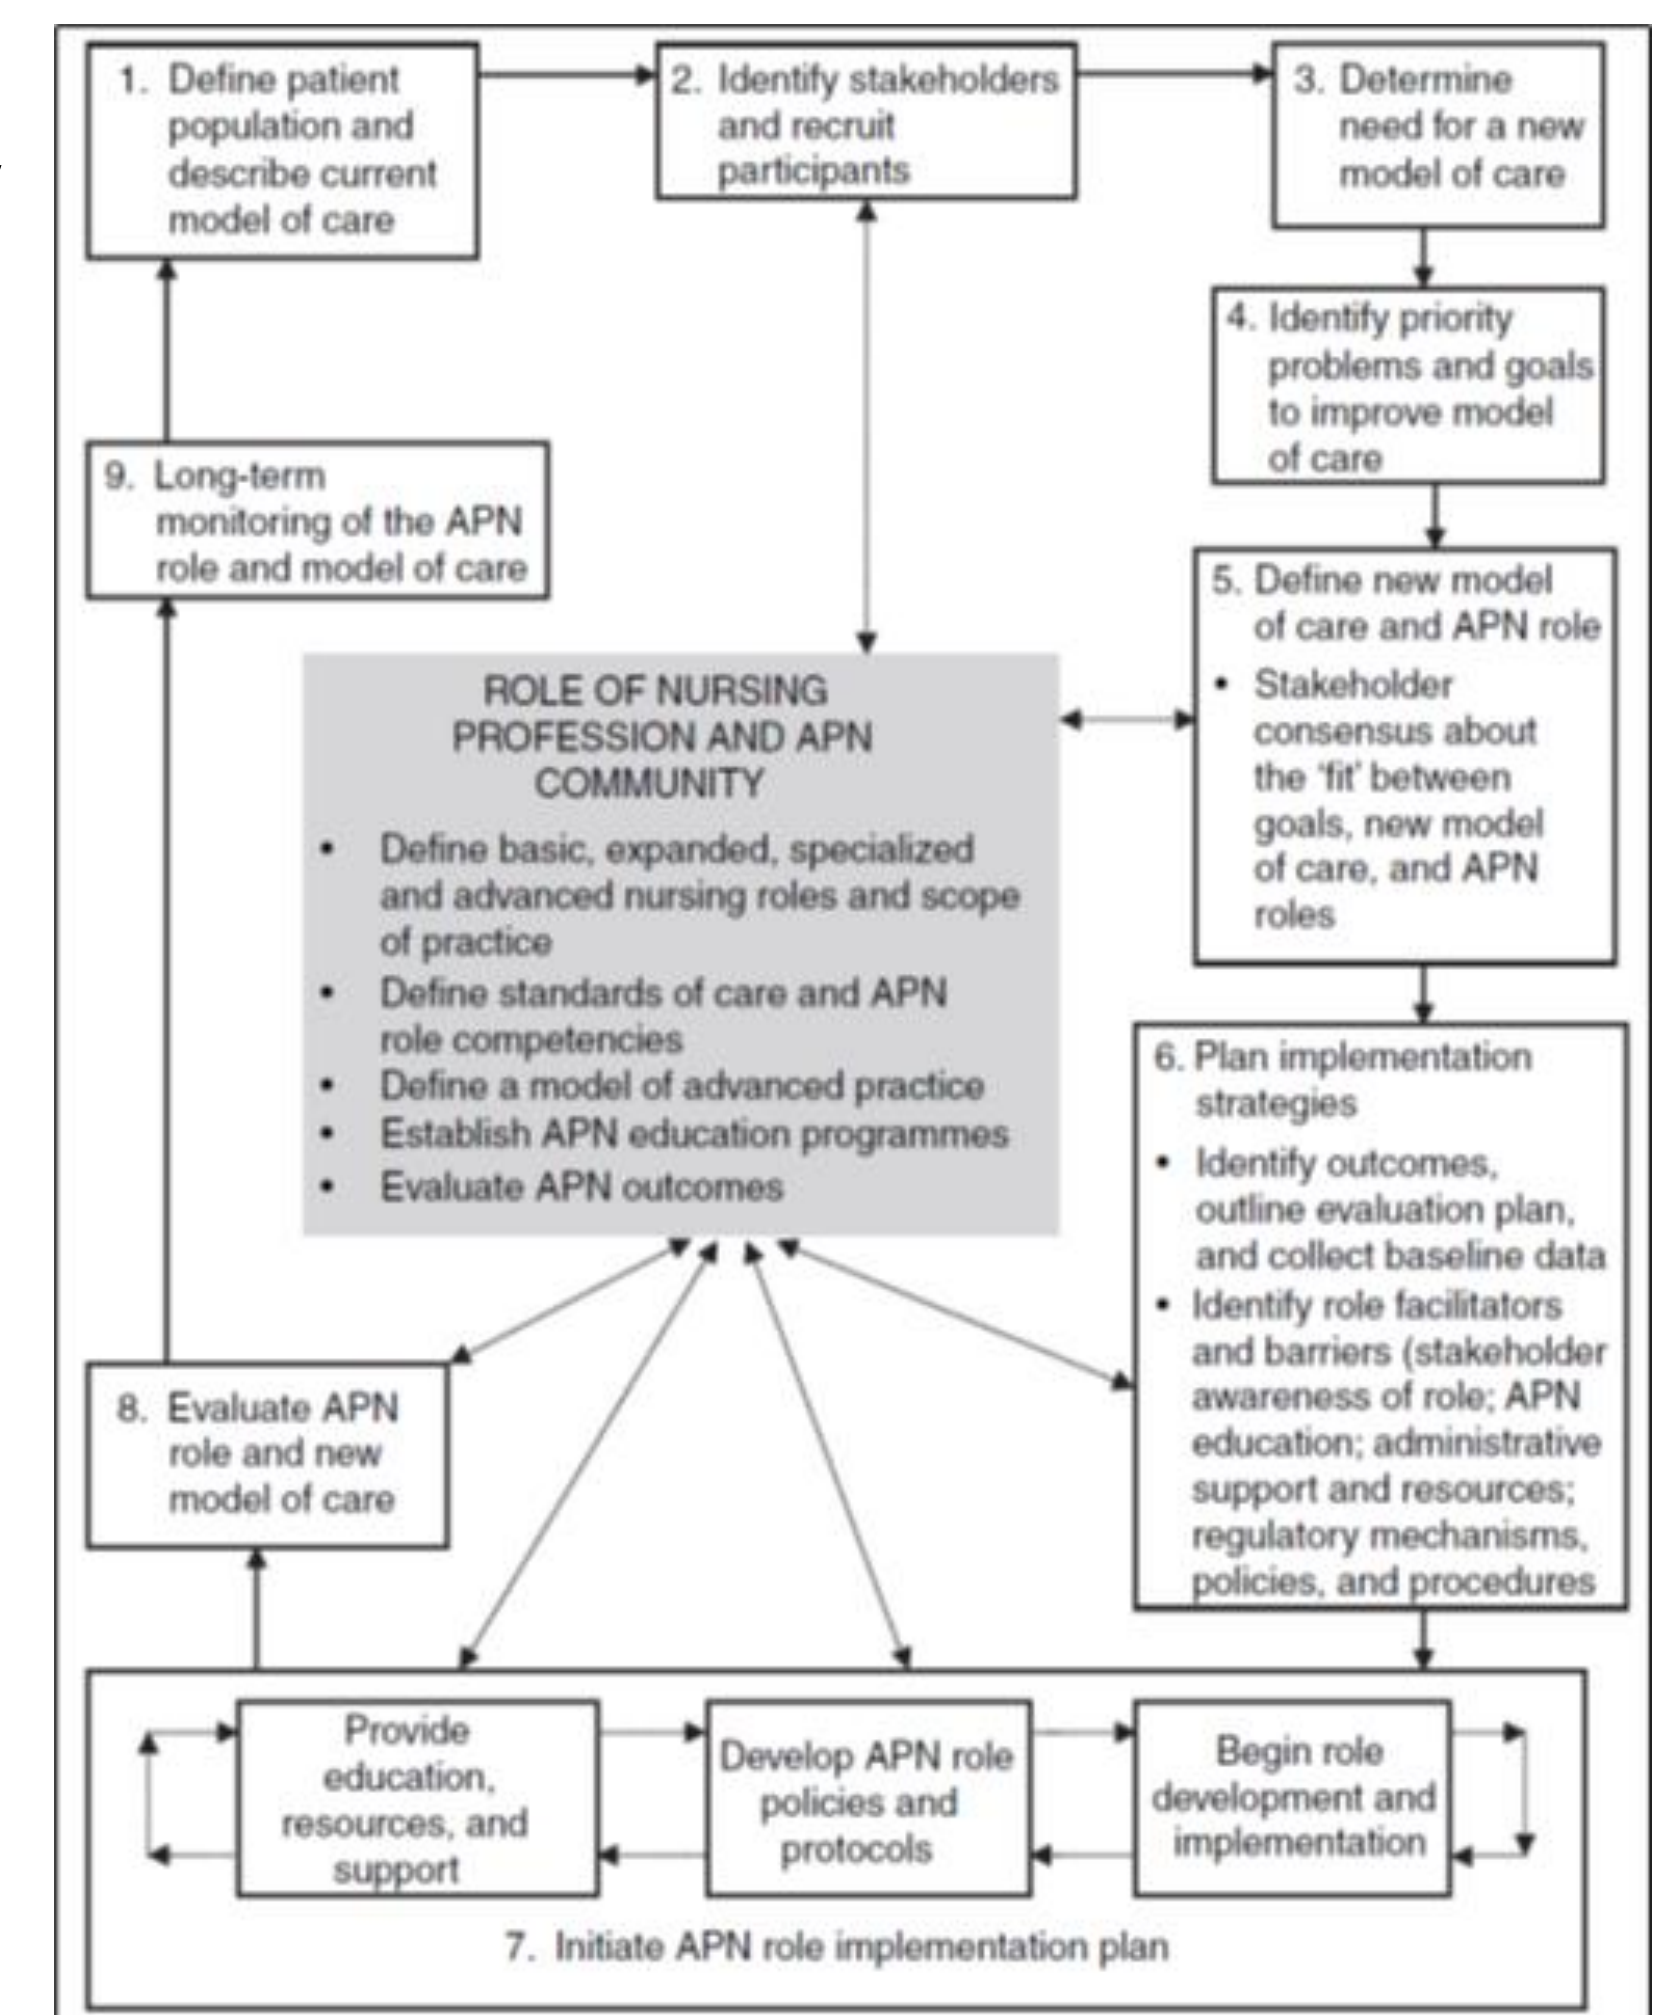 1. Define patient
population and
describe current
model of care
2. Identify stakeholders
and recruit
participants
3. Determine
need for a new
model of care
4. Identify priority
problems and goals
to improve model
of care
5. Define new model
of care and APN role
• Stakeholder
consensus about
the ‘fit’ between
goals, new model
of care, and APN
roles
6. Plan implementation
strategies
• Identify outcomes,
outline evaluation plan,
and collect baseline data
• Identify role facilitators
and barriers (stakeholder
awareness of role; APN
education; administrative
support and resources;
regulatory mechanisms,
policies, and procedures
9. Long-term
monitoring of the APN
role and model of care
ROLE OF NURSING
PROFESSION AND APN
COMMUNITY
• Define basic, expanded, specialized
and advanced nursing roles and scope
of practice
• Define standards of care and APN
role competencies
• Define a model of advanced practice
• Establish APN education programmes
• Evaluate APN outcomes
8. Evaluate APN
role and new
model of care
Provide
education,
resources, and
support
Develop APN role
policies and
protocols
Begin role
development and
implementation
7. Initiate APN role implementation plan